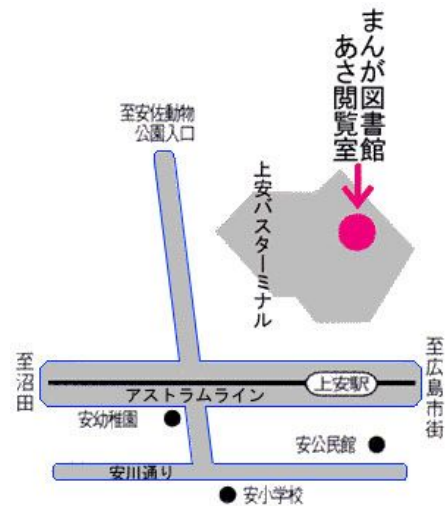 まんが図書館
あさ閲覧室
至安佐動物
公園入口
上安バスターミナル
至沼田
至広島市街
上安駅
アストラムライン
安幼稚園
安公民館
安川通り
安小学校